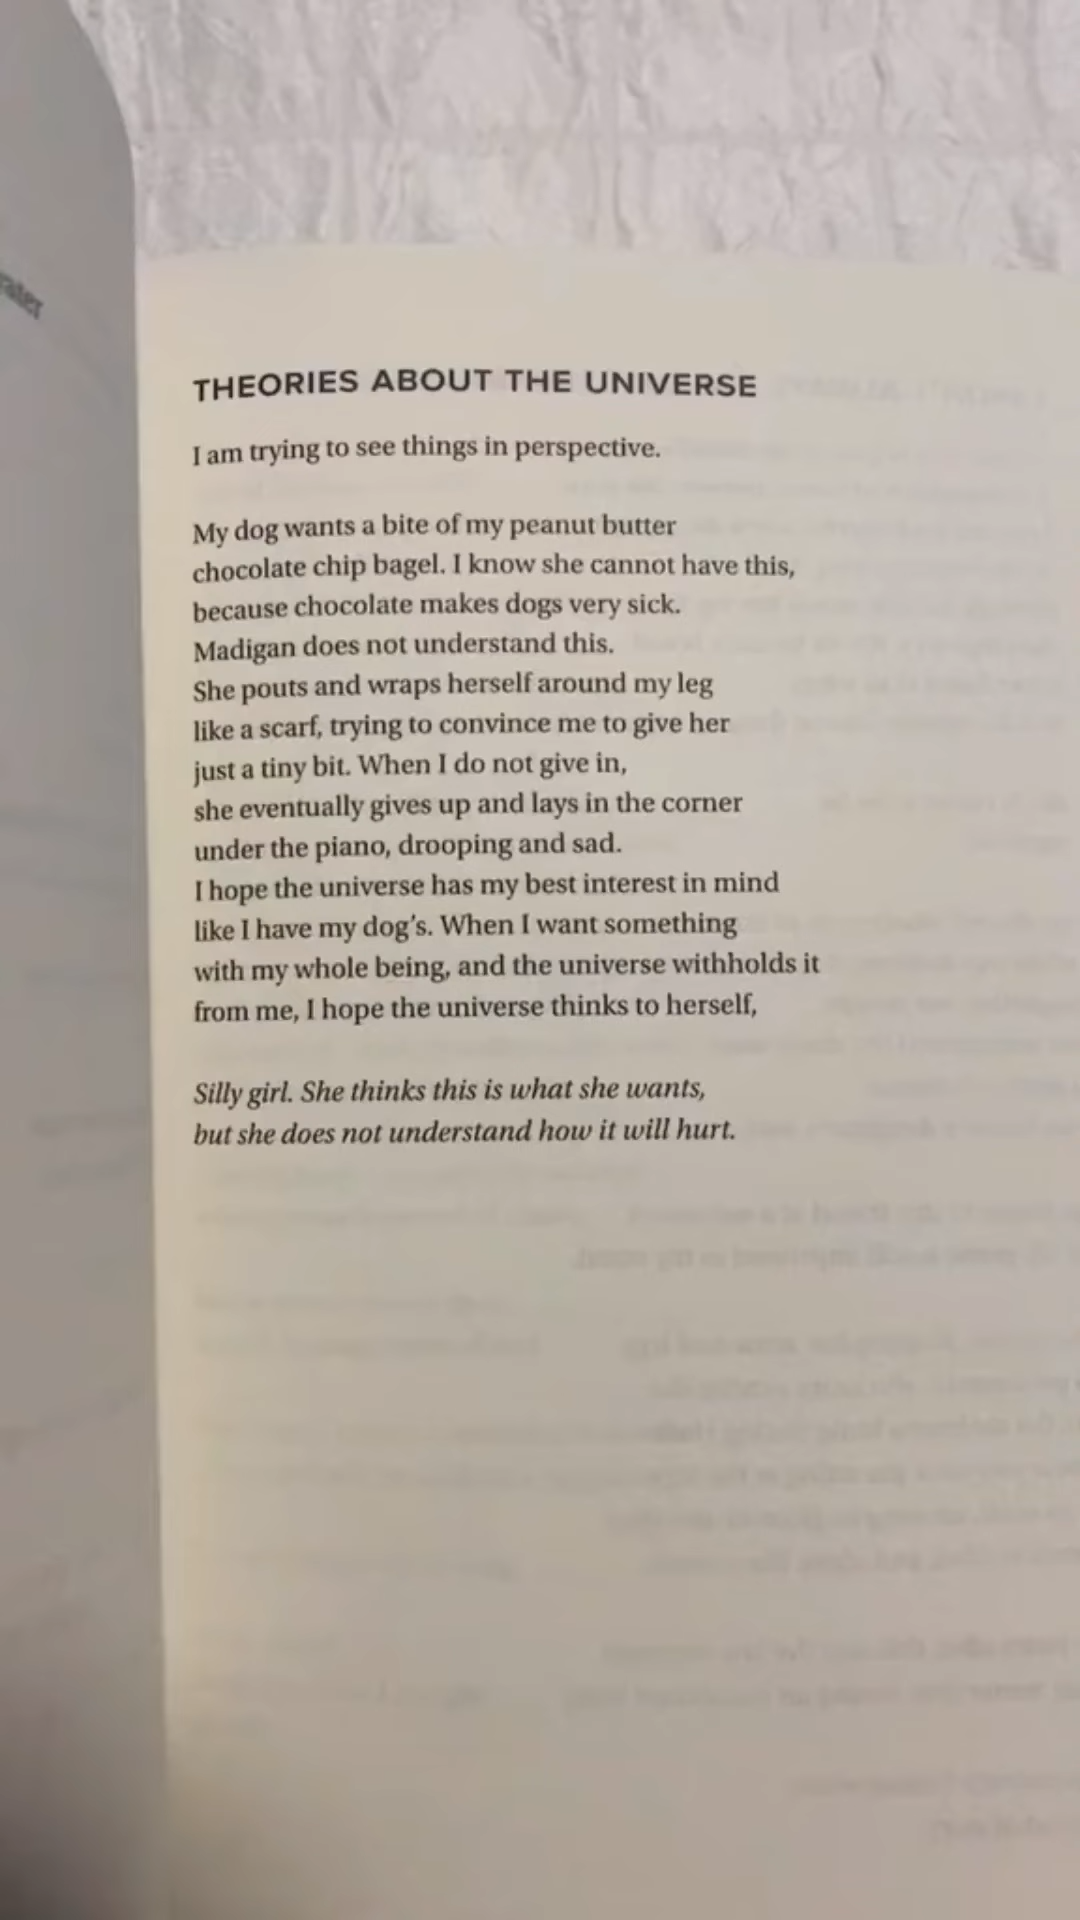 THEORIES ABOUT THE UNIVERSE
I am trying to see things in perspective.
My dog wants a bite of my peanut butter
chocolate chip bagel. I know she cannot have this,
because chocolate makes dogs very sick.
Madigan does not understand this.
She pouts and wraps herself around my leg
like a scarf, trying to convince me to give her
just a tiny bit. When I do not give in,
she eventually gives up and lays in the corner
under the piano, drooping and sad.
I hope the universe has my best interest in mind
like I have my dog's. When I want something
with my whole being, and the universe withholds it
from me, I hope the universe thinks to herself,
Silly girl. She thinks this is what she wants,
but she does not understand how it will hurt.